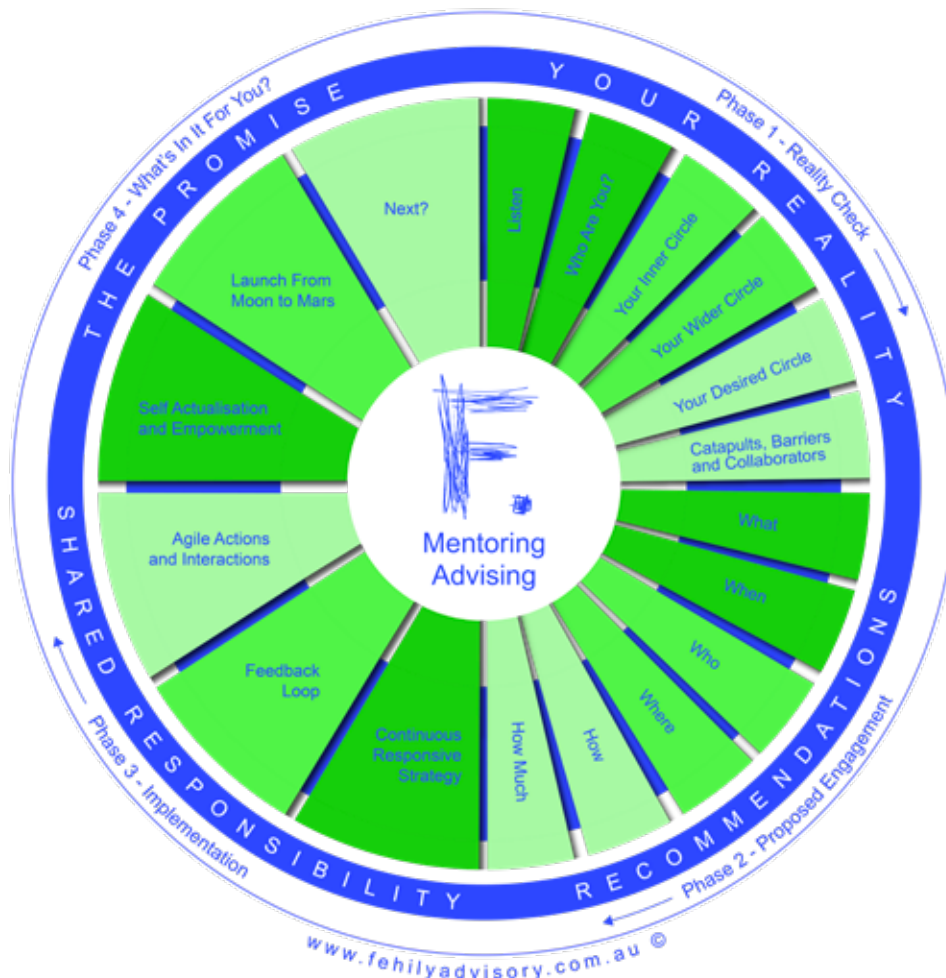 Phase 1 - Reality Check
YOUR REALITY
Listen
Who Are You?
Your Inner Circle
Your Wider Circle
Your Desired Circle
Catapults, Barriers
and Collaborators
Phase 2 - Proposed Engagement
RECOMMENDATIONS
What
When
Who
Where
How
How Much
Phase 3 - Implementation
SHARED RESPONSIBILITY
Continuous
Responsive
Strategy
Feedback
Loop
Agile Actions
and Interactions
Phase 4 - What's In It For You?
THE PROMISE
Self Actualisation
and Empowerment
Launch From
Moon to Mars
Next?
F.
Mentoring
Advising
www.fehilyadvisory.com.au ©